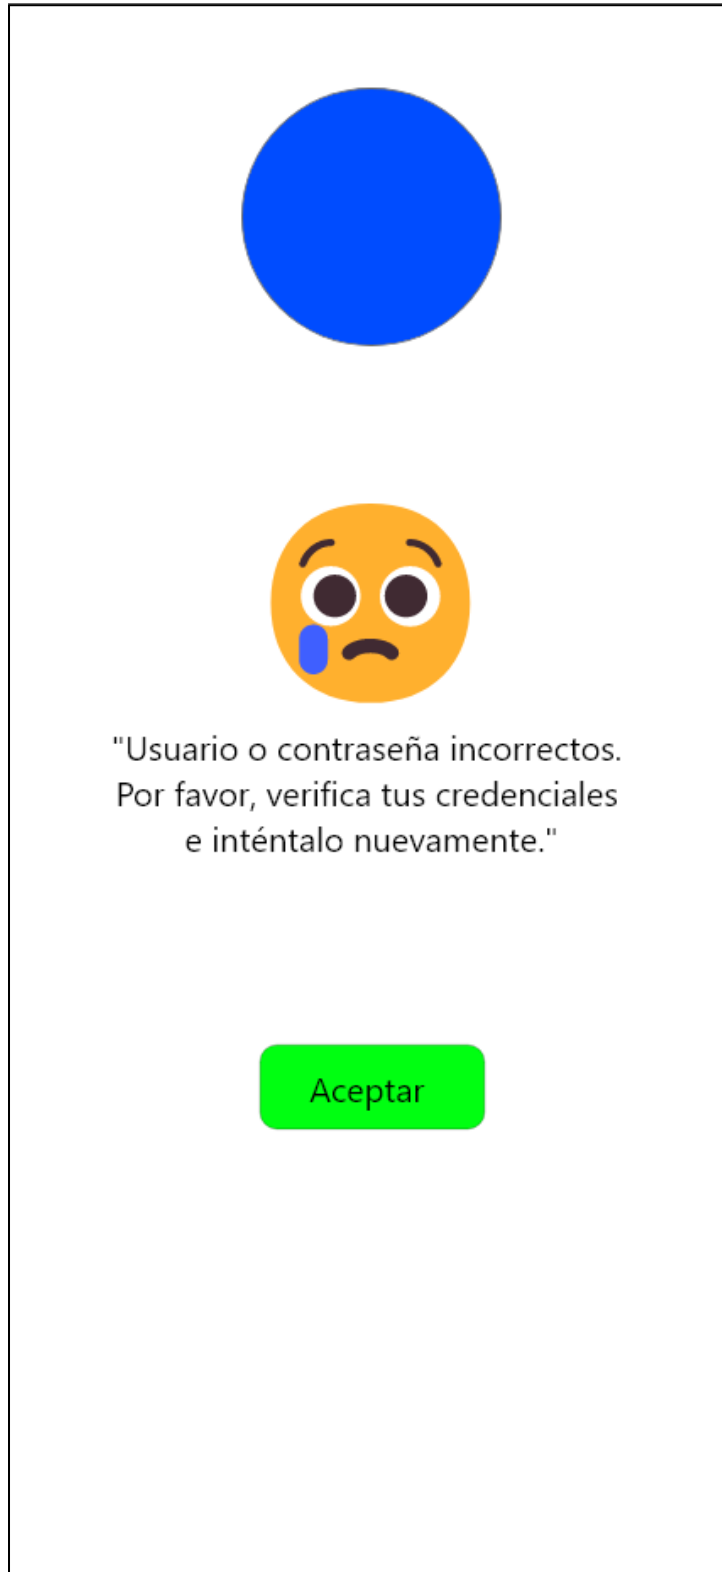 "Usuario o contraseña incorrectos.
Por favor, verifica tus credenciales
e inténtalo nuevamente."
Aceptar